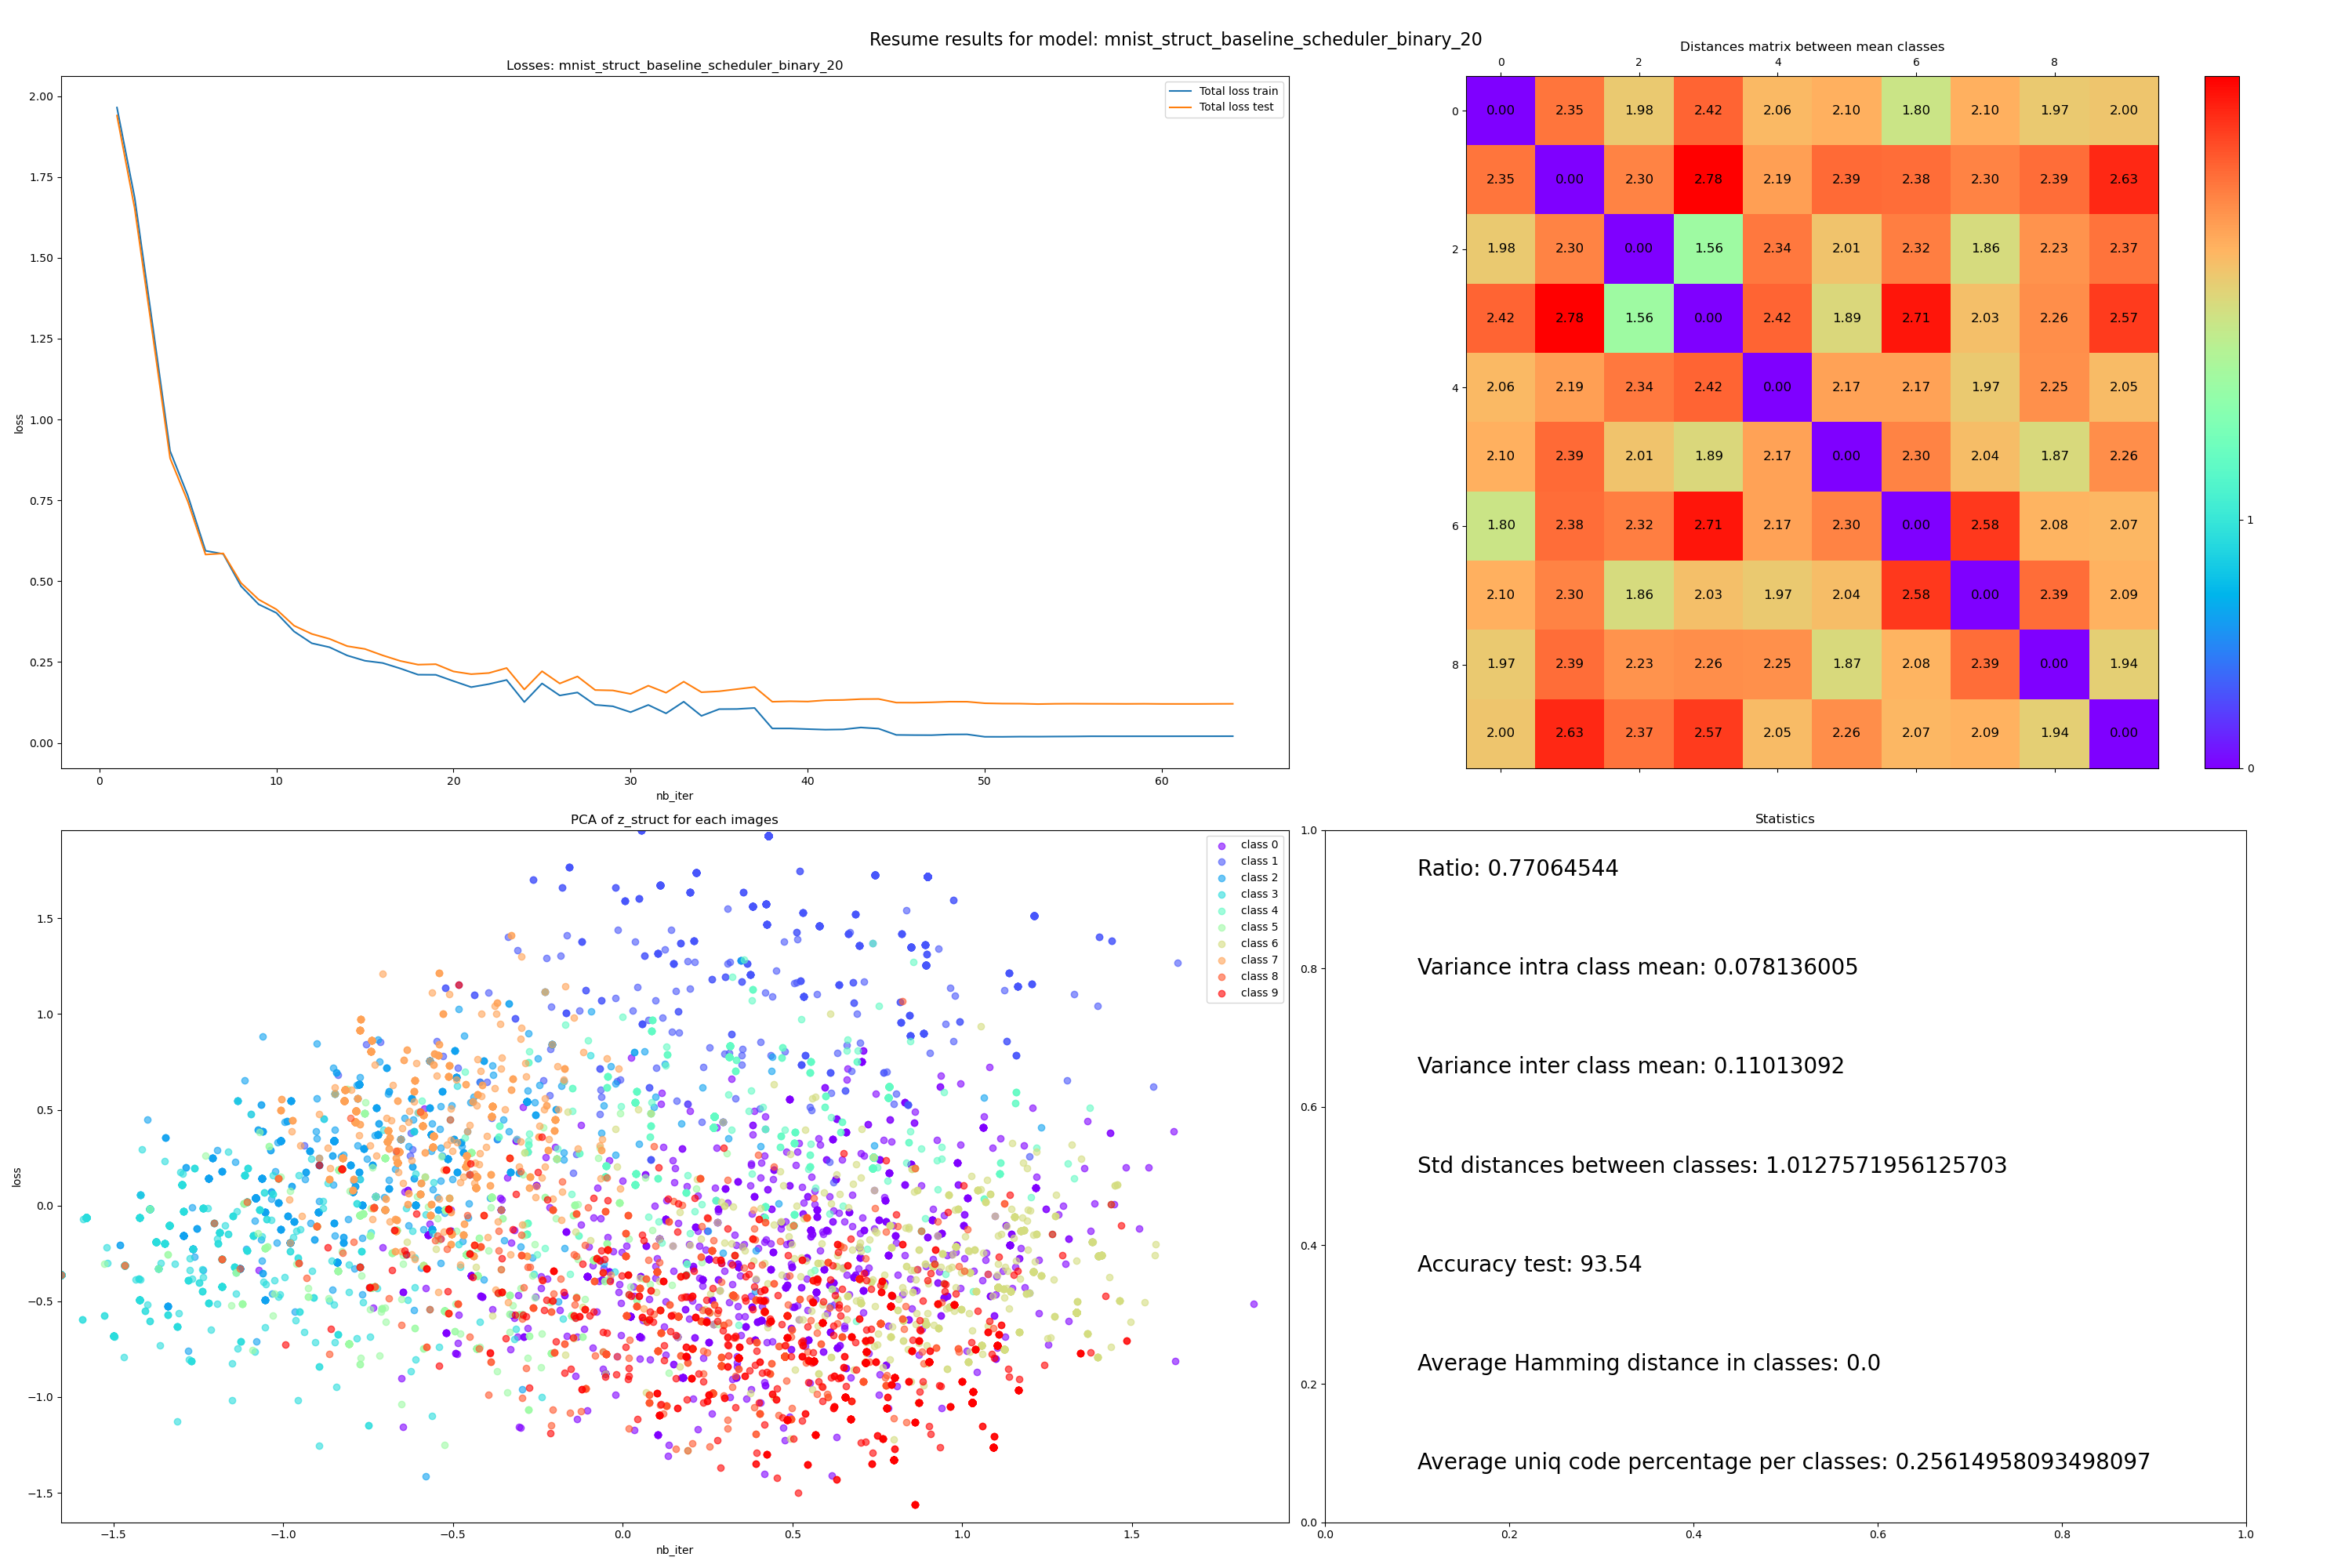 Resume results for model: mnist_struct_baseline_scheduler_binary_20
Losses: mnist_struct_baseline_scheduler_binary_20
Total loss train
Total loss test
2.00
1.75
1.50
1.25
1.00
0.75
0.50
0.25
0.00
loss
0 10 20 30 40 50 60
nb_iter
Distances matrix between mean classes
0 2 4 6 8
0 0.00 2.35 1.98 2.42 2.06 2.10 1.80 2.10 1.97 2.00
2.35 0.00 2.30 2.78 2.19 2.39 2.38 2.30 2.39 2.63
2 1.98 2.30 0.00 1.56 2.34 2.01 2.32 1.86 2.23 2.37
2.42 2.78 1.56 0.00 2.42 1.89 2.71 2.03 2.26 2.57
4 2.06 2.19 2.34 2.42 0.00 2.17 2.17 1.97 2.25 2.05
2.10 2.39 2.01 1.89 2.17 0.00 2.30 2.04 1.87 2.26
6 1.80 2.38 2.32 2.71 2.17 2.30 0.00 2.58 2.08 2.07
2.10 2.30 1.86 2.03 1.97 2.04 2.58 0.00 2.39 2.09
8 1.97 2.39 2.23 2.26 2.25 1.87 2.08 2.39 0.00 1.94
2.00 2.63 2.37 2.57 2.05 2.26 2.07 2.09 1.94 0.00
1
0
PCA of z_struct for each images
class 0
class 1
class 2
class 3
class 4
class 5
class 6
class 7
class 8
class 9
1.5
1.0
0.5
0.0
−0.5
−1.0
−1.5
loss
−1.5 −1.0 −0.5 0.0 0.5 1.0 1.5
nb_iter
Statistics
1.0
0.8
0.6
0.4
0.2
0.0
Ratio: 0.77064544
Variance intra class mean: 0.078136005
Variance inter class mean: 0.11013092
Std distances between classes: 1.0127571956125703
Accuracy test: 93.54
Average Hamming distance in classes: 0.0
Average uniq code percentage per classes: 0.25614958093498097
0.0 0.2 0.4 0.6 0.8 1.0